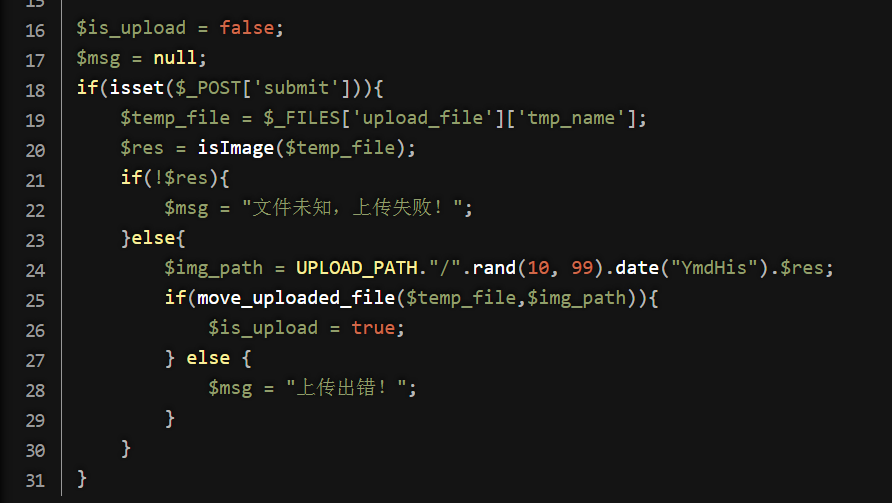 15
16 $is_upload = false;
17 $msg = null;
18 if(isset($_POST['submit'])){
19     $temp_file = $_FILES['upload_file']['tmp_name'];
20     $res = isImage($temp_file);
21     if(!$res){
22         $msg = "文件未知，上传失败！";
23     }else{
24         $img_path = UPLOAD_PATH."/".rand(10, 99).date("YmdHis").$res;
25         if(move_uploaded_file($temp_file,$img_path)){
26             $is_upload = true;
27         } else {
28             $msg = "上传出错！";
29         }
30     }
31 }